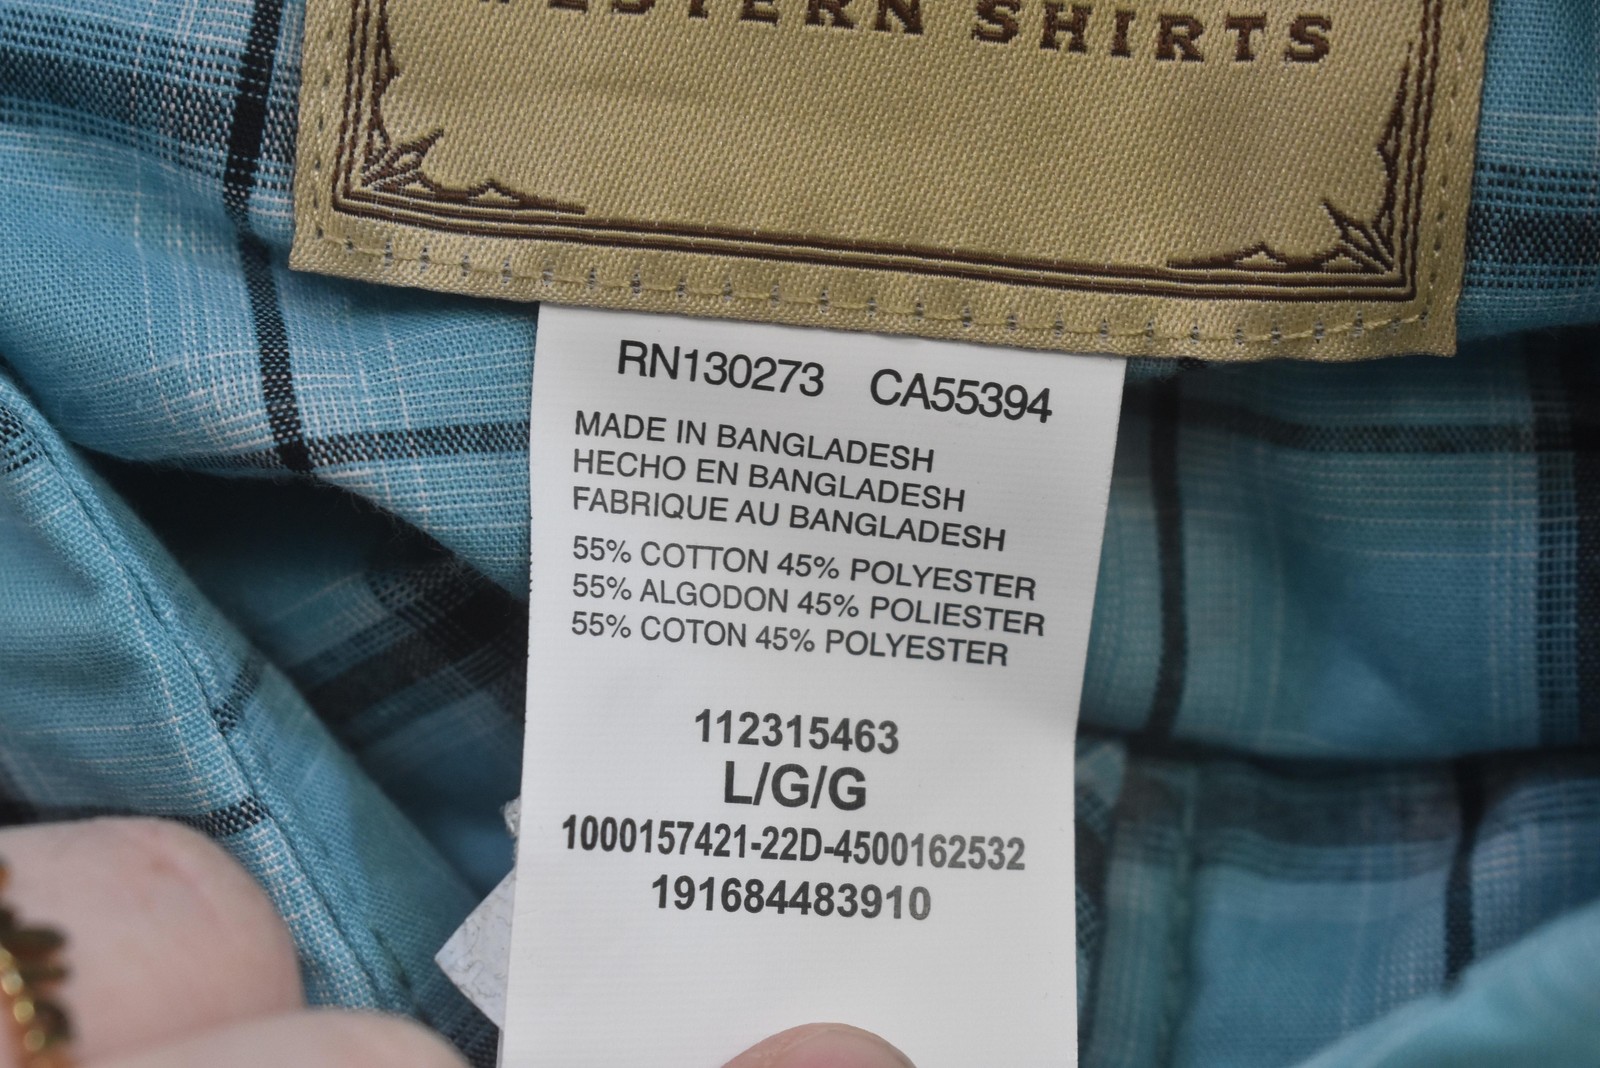 WESTERN SHIRTS
RN130273 CA55394
MADE IN BANGLADESH
HECHO EN BANGLADESH
FABRIQUE AU BANGLADESH
55% COTTON 45% POLYESTER
55% ALGODON 45% POLIESTER
55% COTON 45% POLYESTER
112315463
L/G/G
1000157421-22D-4500162532
191684483910